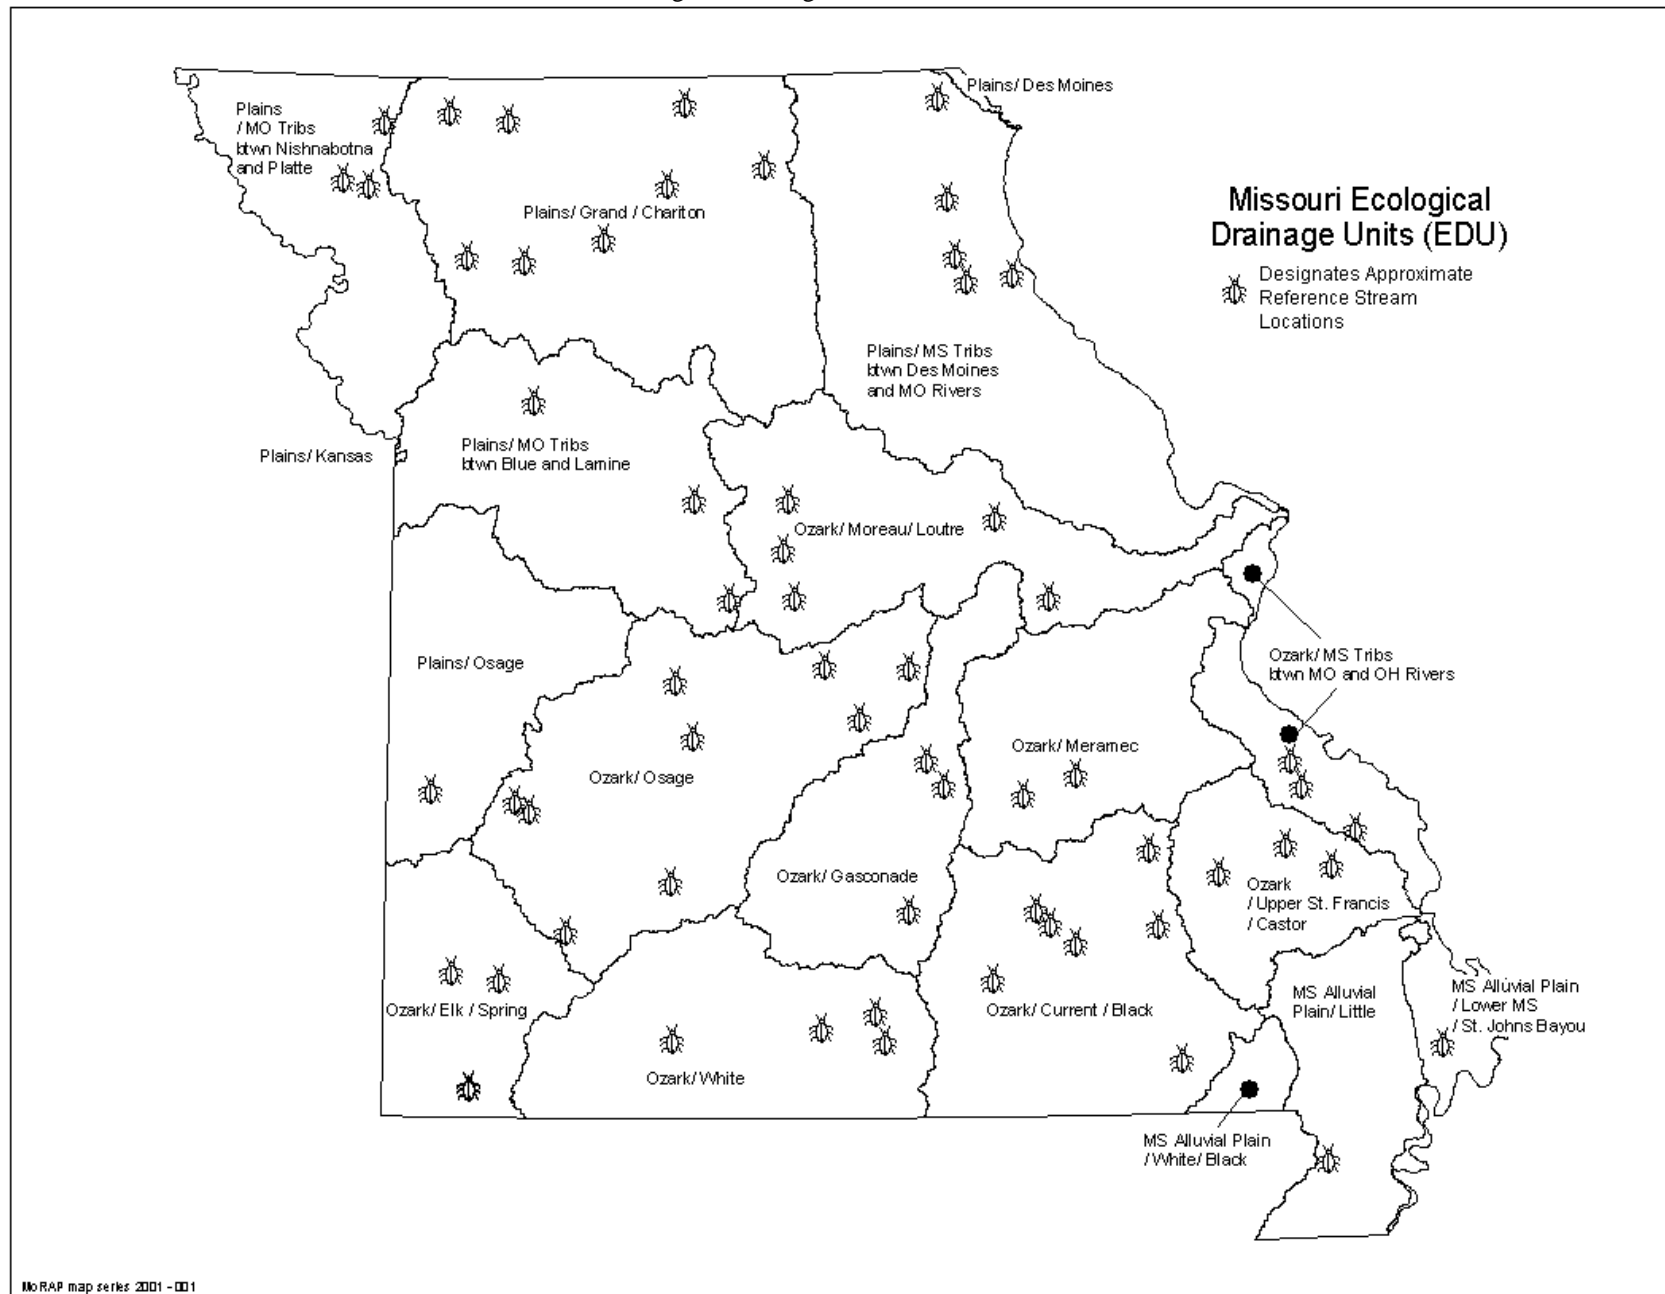 Plains/ Des Moines
Plains
/ MO Tribs
btwn Nishnabotna
and Platte
Missouri Ecological
Drainage Units (EDU)
Plains/ Grand / Chariton
Designates Approximate
Reference Stream
Locations
Plains/ MS Tribs
btwn Des Moines
and MO Rivers
Plains/ MO Tribs
btwn Blue and Lamine
Plains/ Kansas
Ozark/ Moreau/ Loutre
Plains/ Osage
Ozark/ MS Tribs
btwn MO and OH Rivers
Ozark/ Meramec
Ozark/ Osage
Ozark/ Gasconade
Ozark
/ Upper St. Francis
/ Castor
Ozark/ Elk / Spring
Ozark/ Current / Black
MS Alluvial
Plain/ Little
MS Alluvial Plain
/ Lower MS
/ St. Johns Bayou
Ozark/ White
MS Alluvial Plain
/ White/ Black
MoRAP map series 2001 - 001